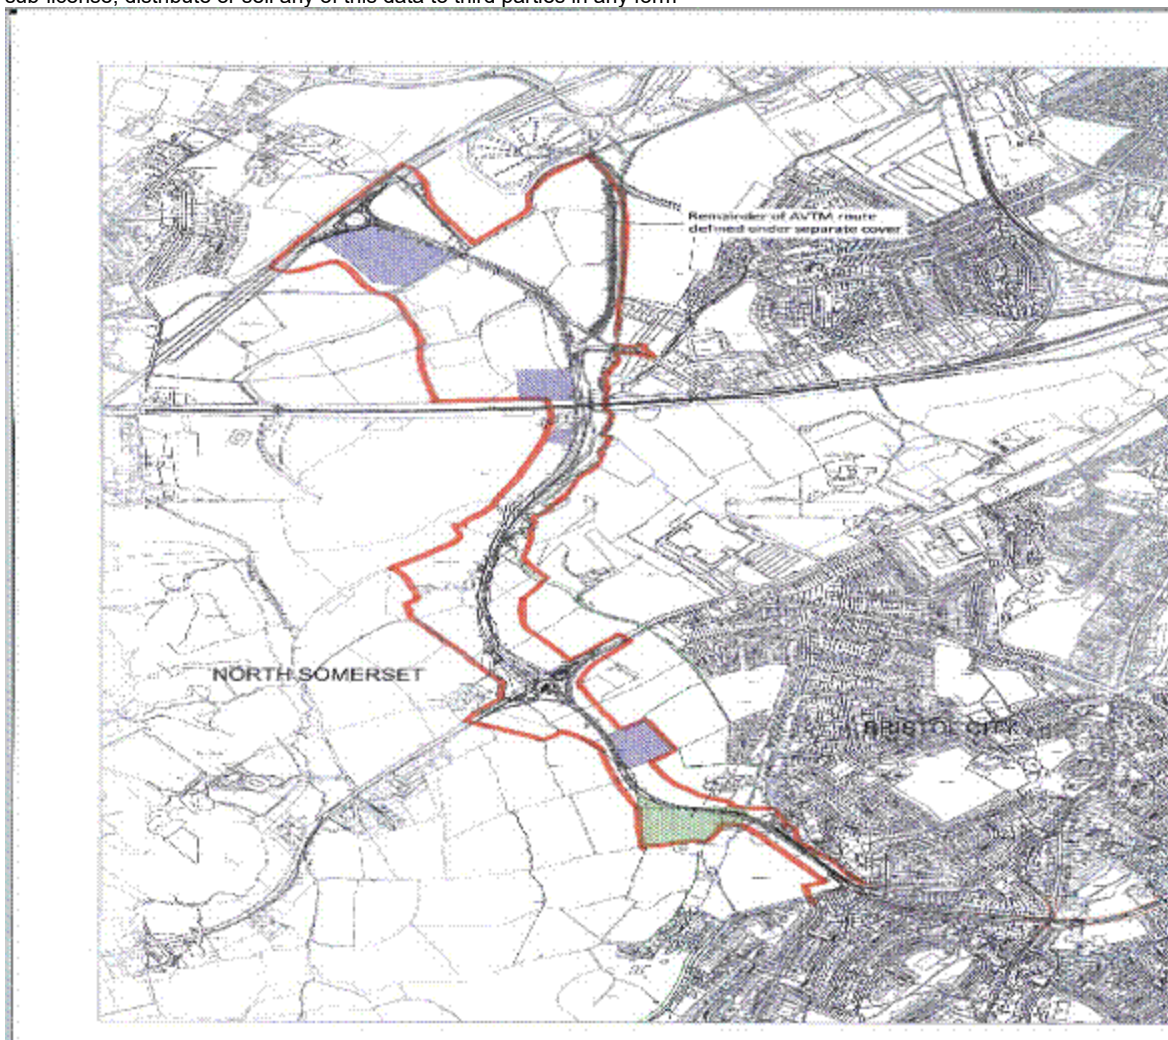 sub-license, distribute or sell any of this data to third parties in any form
Remainder of AVTM route
defined under separate cover
NORTH SOMERSET
BRISTOL CITY